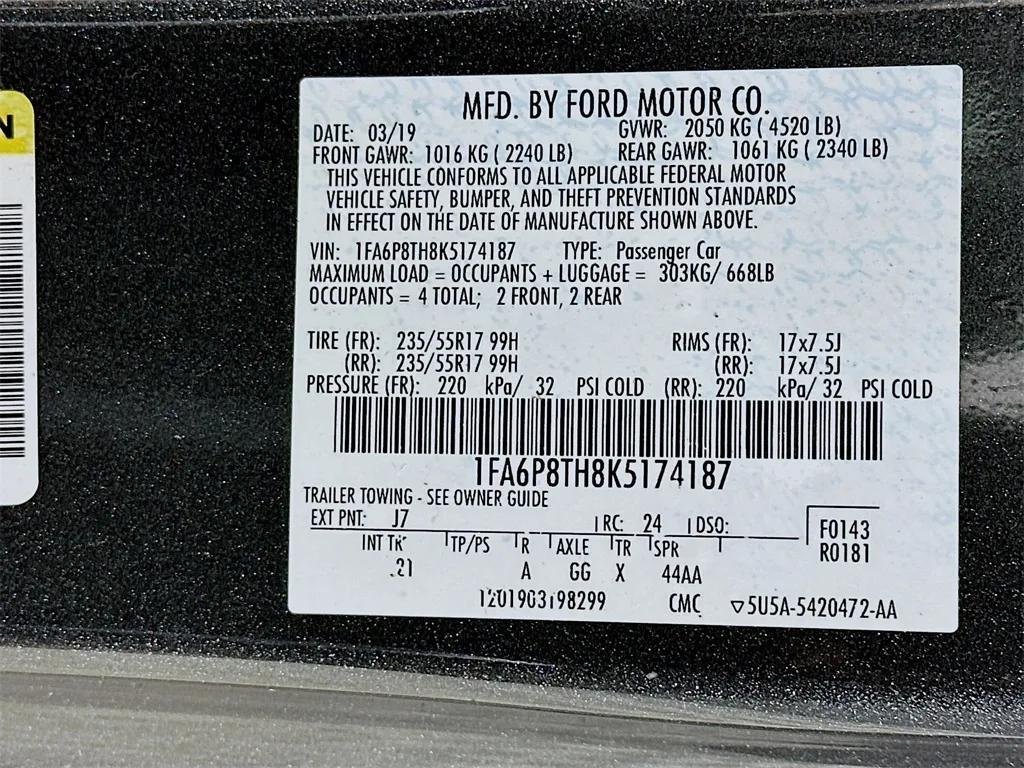 N
MFD. BY FORD MOTOR CO.
DATE: 03/19 GVWR: 2050 KG ( 4520 LB)
FRONT GAWR: 1016 KG ( 2240 LB) REAR GAWR: 1061 KG ( 2340 LB)
THIS VEHICLE CONFORMS TO ALL APPLICABLE FEDERAL MOTOR
VEHICLE SAFETY, BUMPER, AND THEFT PREVENTION STANDARDS
IN EFFECT ON THE DATE OF MANUFACTURE SHOWN ABOVE.
VIN: 1FA6P8TH8K5174187 TYPE: Passenger Car
MAXIMUM LOAD = OCCUPANTS + LUGGAGE = 303KG/ 668LB
OCCUPANTS = 4 TOTAL; 2 FRONT, 2 REAR
TIRE (FR): 235/55R17 99H RIMS (FR): 17x7.5J
(RR): 235/55R17 99H (RR): 17x7.5J
PRESSURE (FR): 220 kPa/ 32 PSI COLD (RR): 220 kPa/ 32 PSI COLD
1FA6P8TH8K5174187
TRAILER TOWING - SEE OWNER GUIDE
EXT PNT: J7 RC: 24 DSO: F0143
INT TR TP/PS R AXLE TR SPR R0181
21 A GG X 44AA
CMC ▽5U5A-5420472-AA